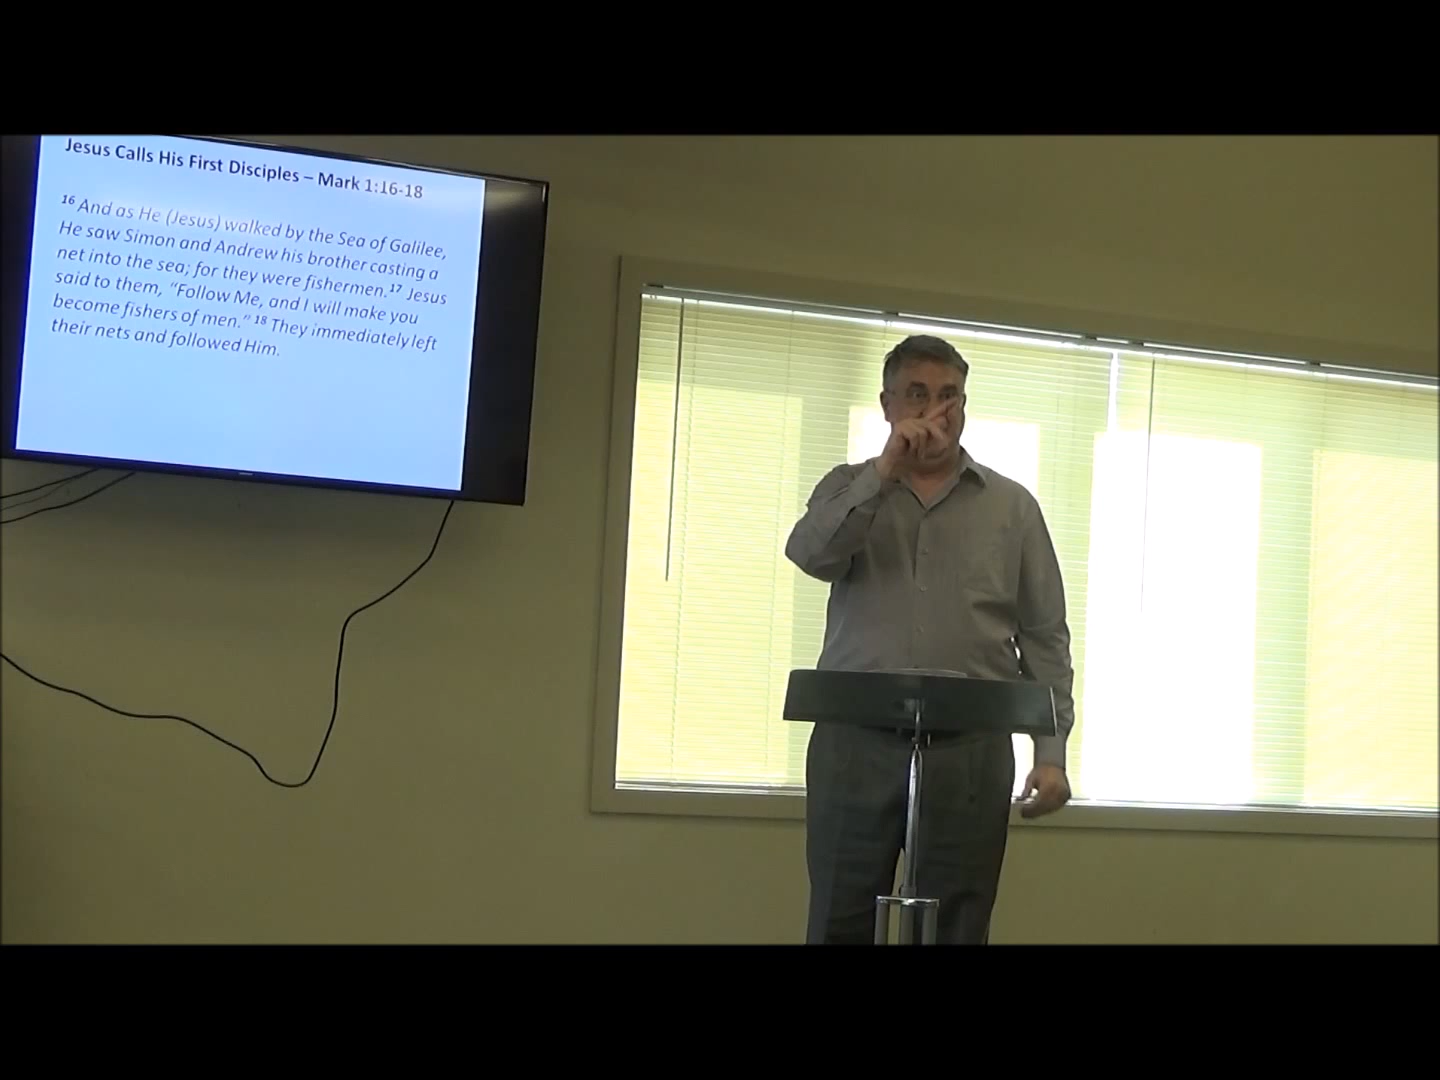 Jesus Calls His First Disciples – Mark 1:16-18
16 And as He (Jesus) walked by the Sea of Galilee,
He saw Simon and Andrew his brother casting a
net into the sea; for they were fishermen.17 Jesus
said to them, “Follow Me, and I will make you
become fishers of men.” 18 They immediately left
their nets and followed Him.